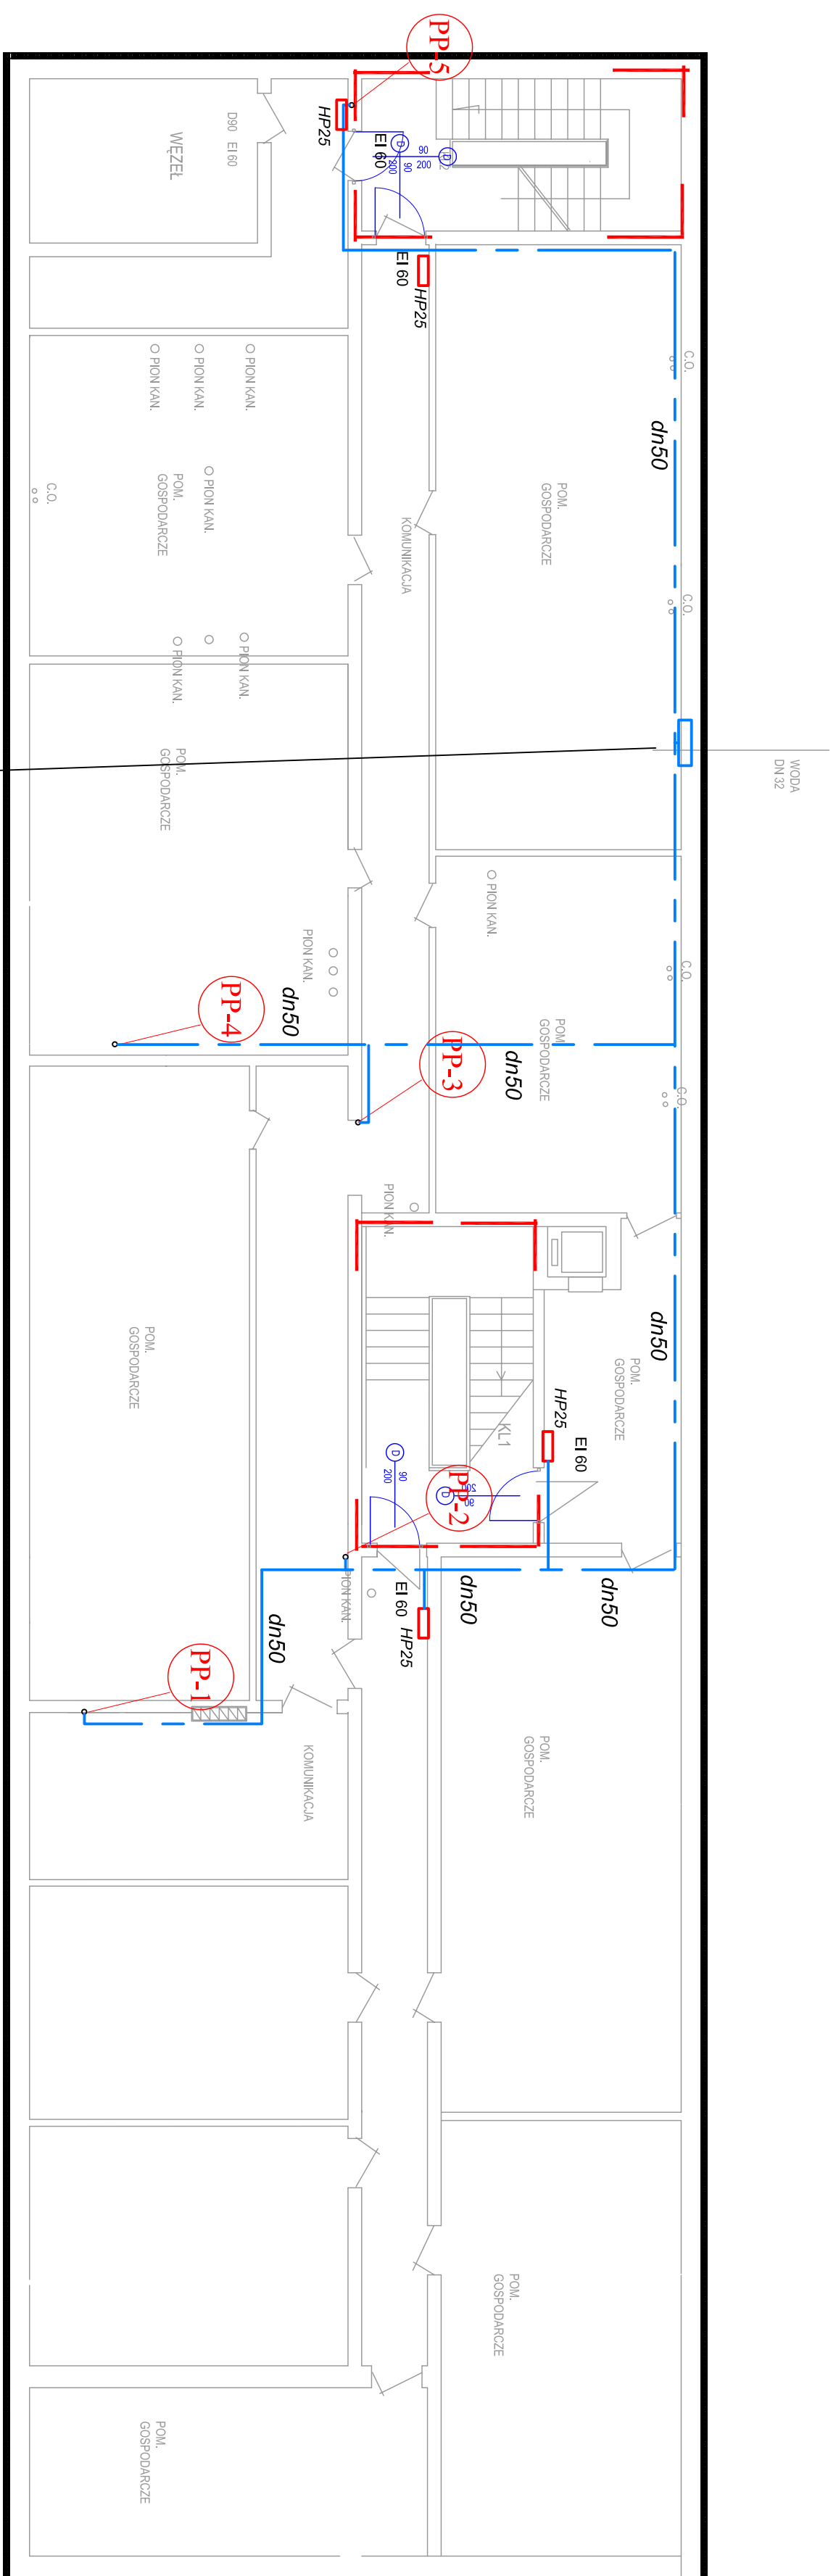 PP-5
HP25
D90 EI 60
WĘZEŁ
EI 60
D
90
200
D
90
200
EI 60
HP25
C.O.
PION KAN.
PION KAN.
PION KAN.
dn50
PION KAN.
C.O.
POM.
GOSPODARCZE
POM.
GOSPODARCZE
KOMUNIKACJA
C.O.
PION KAN.
PION KAN.
POM.
GOSPODARCZE
WODA
DN 32
PION KAN.
PION KAN.
C.O.
PP-4
dn50
POM.
GOSPODARCZE
PP-3
dn50
C.O.
PION KAN.
dn50
POM.
GOSPODARCZE
POM.
GOSPODARCZE
HP25
EI 60
KL1
D
90
200
PP-2
D
90
200
PION KAN.
EI 60
HP25
dn50
dn50
dn50
PP-1
KOMUNIKACJA
POM.
GOSPODARCZE
POM.
GOSPODARCZE
POM.
GOSPODARCZE